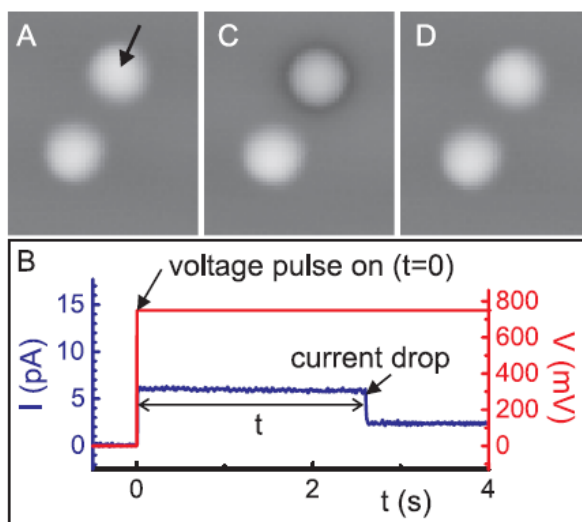 A
C
D
B
voltage pulse on (t=0)
15
10
5
0
I (pA)
800
600
400
200
0
V (mV)
current drop
t
0
2
4
t (s)